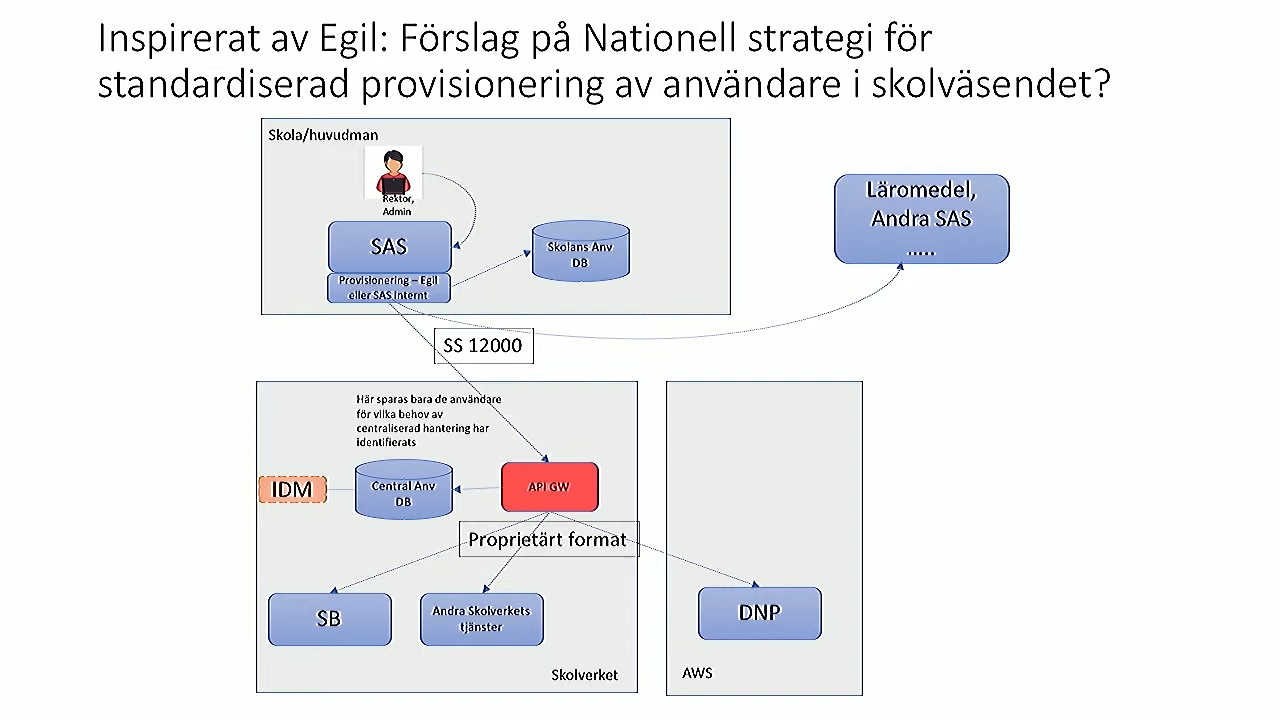 Inspirerat av Egil: Förslag på Nationell strategi för
standardiserad provisionering av användare i skolväsendet?
Skola/huvudman
Rektor,
Admin
SAS
Provisionering – Egil
eller SAS internt
Skolans Anv
DB
Läromedel,
Andra SAS
.....
SS 12000
Här sparas bara de användare
för vilka behov av
centraliserad hantering har
identifierats
IDM
Central Anv
DB
API GW
Proprietärt format
SB
Andra Skolverkets
tjänster
DNP
Skolverket
AWS